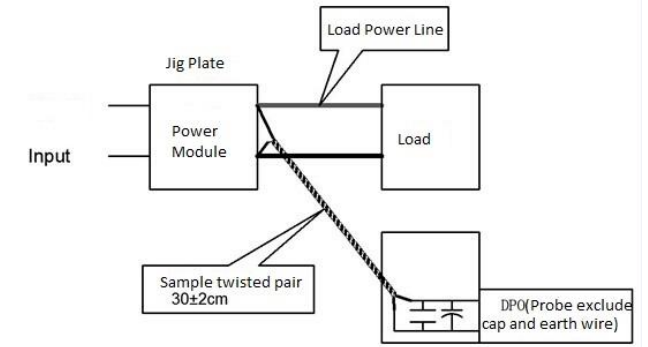 Load Power Line
Jig Plate
Power
Module
Load
Input
Sample twisted pair
30±2cm
DPO(Probe exclude
cap and earth wire)